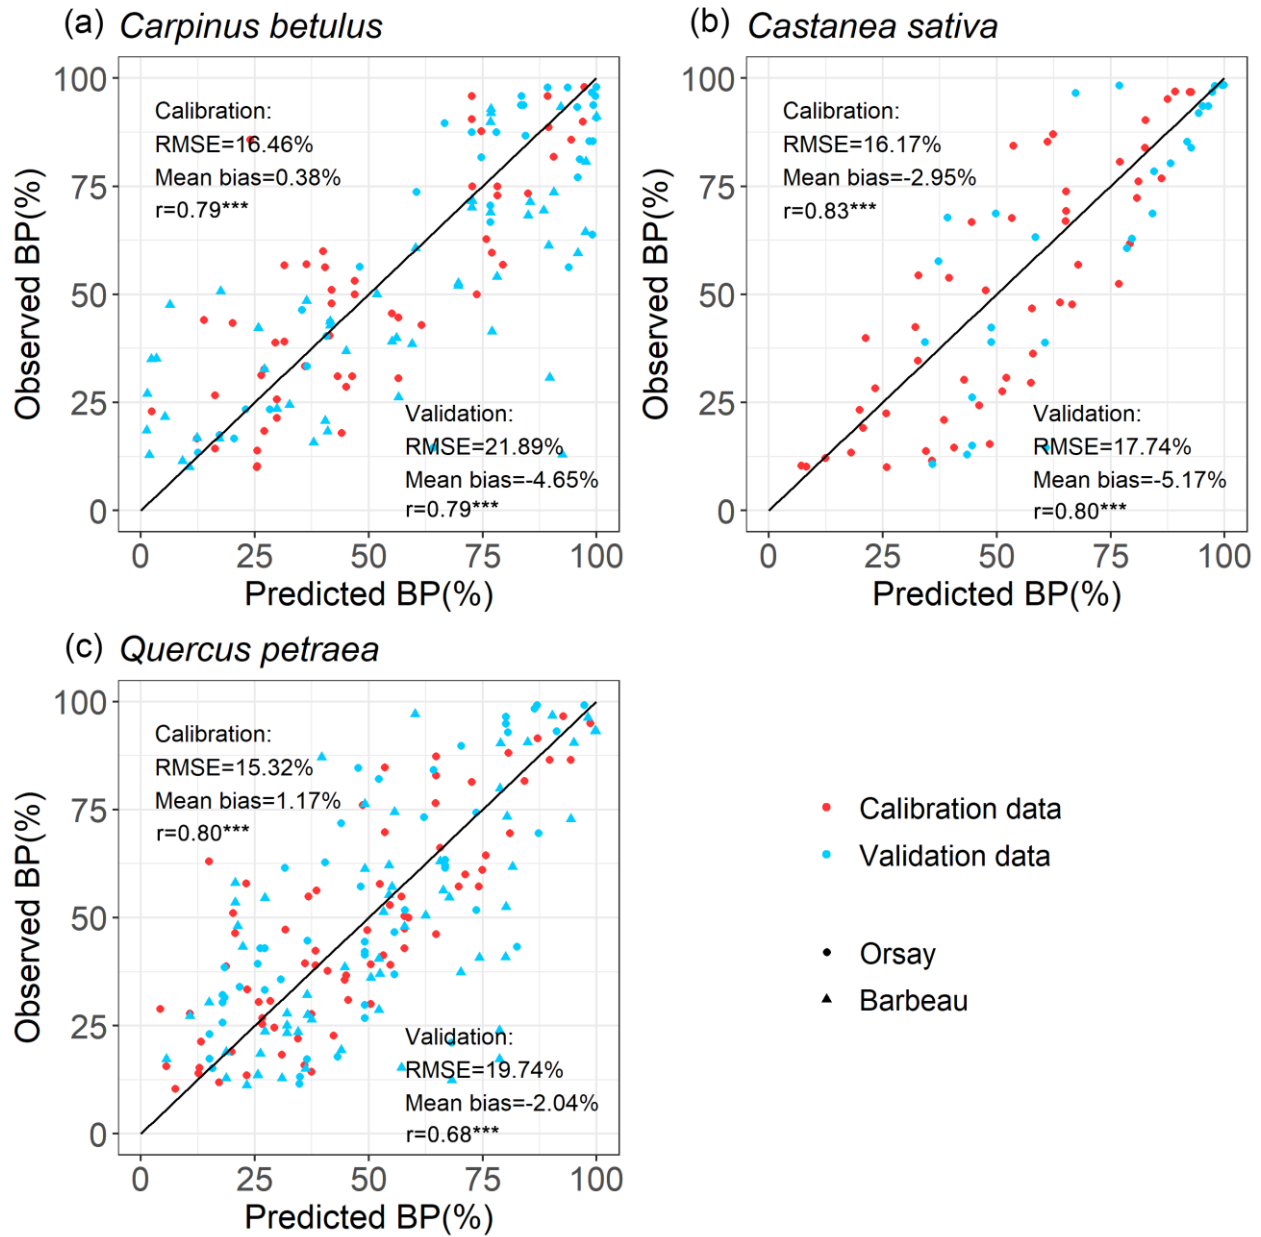 (a) Carpinus betulus
Observed BP(%)
100
75
50
25
0
Calibration:
RMSE=16.46%
Mean bias=0.38%
r=0.79***
Validation:
RMSE=21.89%
Mean bias=-4.65%
r=0.79***
0 25 50 75 100
Predicted BP(%)
(b) Castanea sativa
Observed BP(%)
100
75
50
25
0
Calibration:
RMSE=16.17%
Mean bias=-2.95%
r=0.83***
Validation:
RMSE=17.74%
Mean bias=-5.17%
r=0.80***
0 25 50 75 100
Predicted BP(%)
(c) Quercus petraea
Observed BP(%)
100
75
50
25
0
Calibration:
RMSE=15.32%
Mean bias=1.17%
r=0.80***
Validation:
RMSE=19.74%
Mean bias=-2.04%
r=0.68***
0 25 50 75 100
Predicted BP(%)
Calibration data
Validation data
Orsay
Barbeau